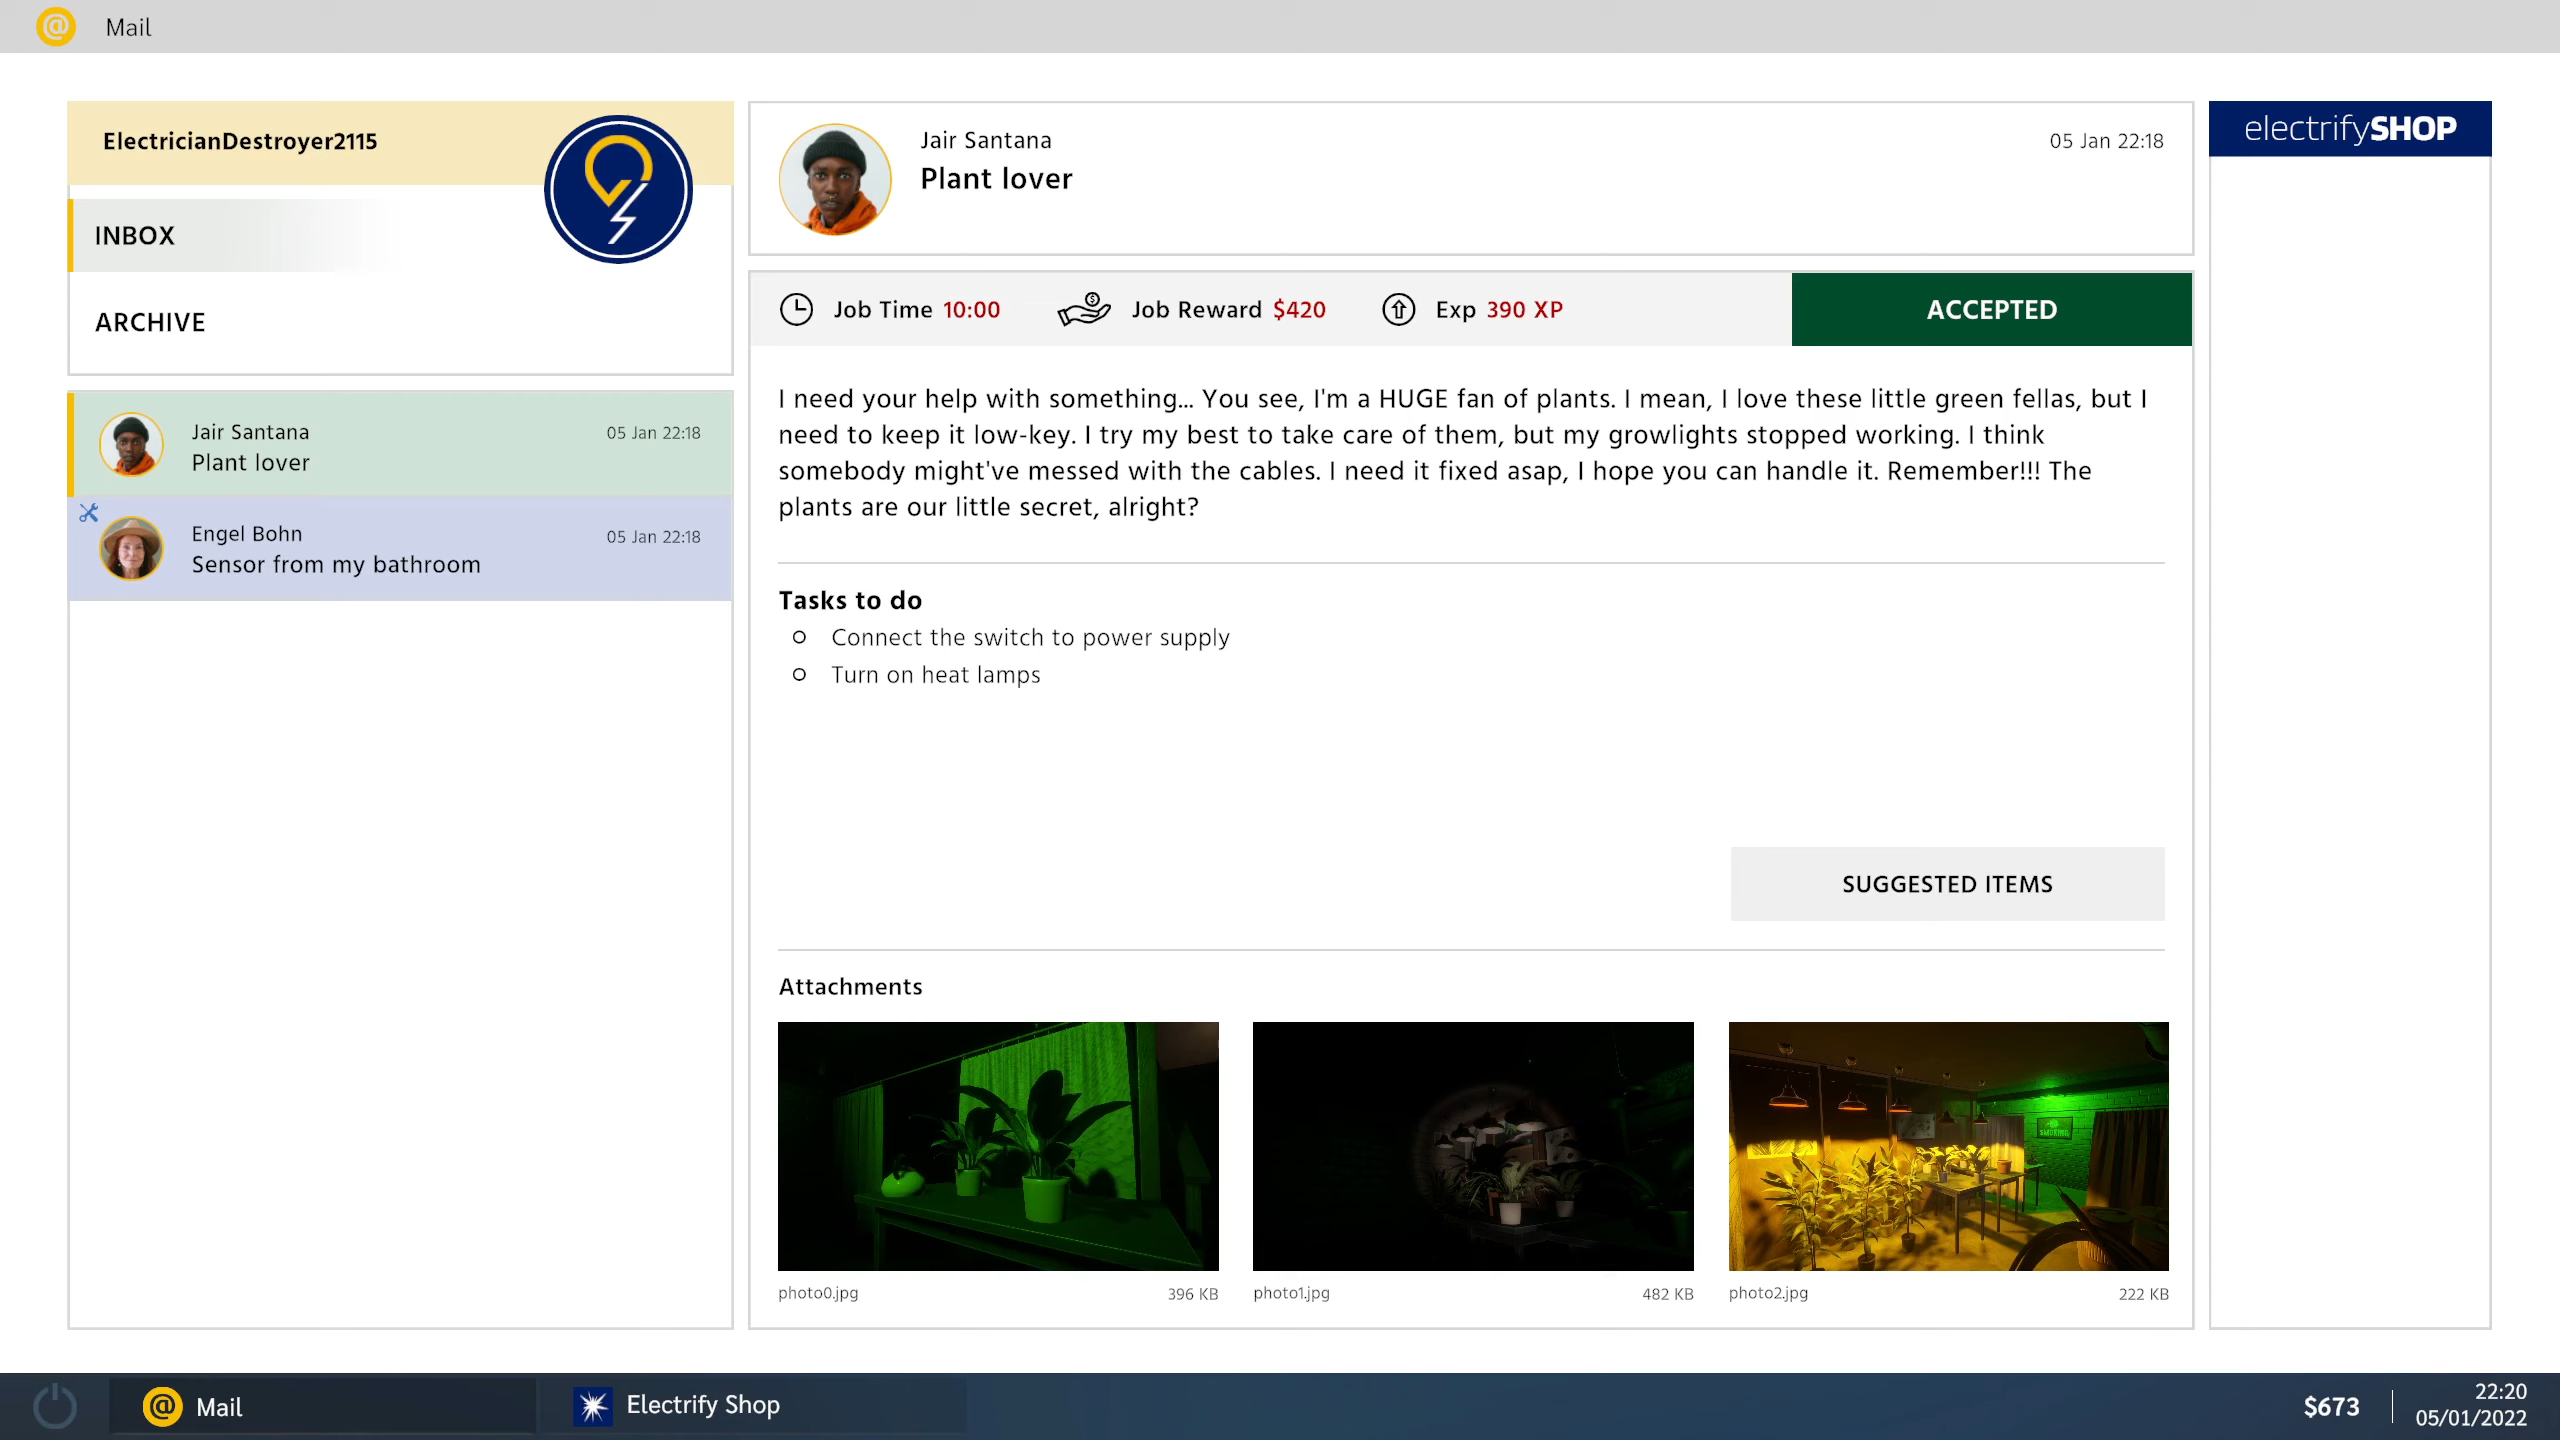 Mail
ElectricianDestroyer2115
INBOX
ARCHIVE
Jair Santana
05 Jan 22:18
Plant lover
Engel Bohn
05 Jan 22:18
Sensor from my bathroom
Jair Santana
05 Jan 22:18
Plant lover
Job Time 10:00
Job Reward $420
Exp 390 XP
ACCEPTED
I need your help with something... You see, I'm a HUGE fan of plants. I mean, I love these little green fellas, but I
need to keep it low-key. I try my best to take care of them, but my growlights stopped working. I think
somebody might've messed with the cables. I need it fixed asap, I hope you can handle it. Remember!!! The
plants are our little secret, alright?
Tasks to do
Connect the switch to power supply
Turn on heat lamps
SUGGESTED ITEMS
Attachments
photo0.jpg
396 KB
photo1.jpg
482 KB
photo2.jpg
222 KB
electrifySHOP
Mail
Electrify Shop
$673
22:20
05/01/2022